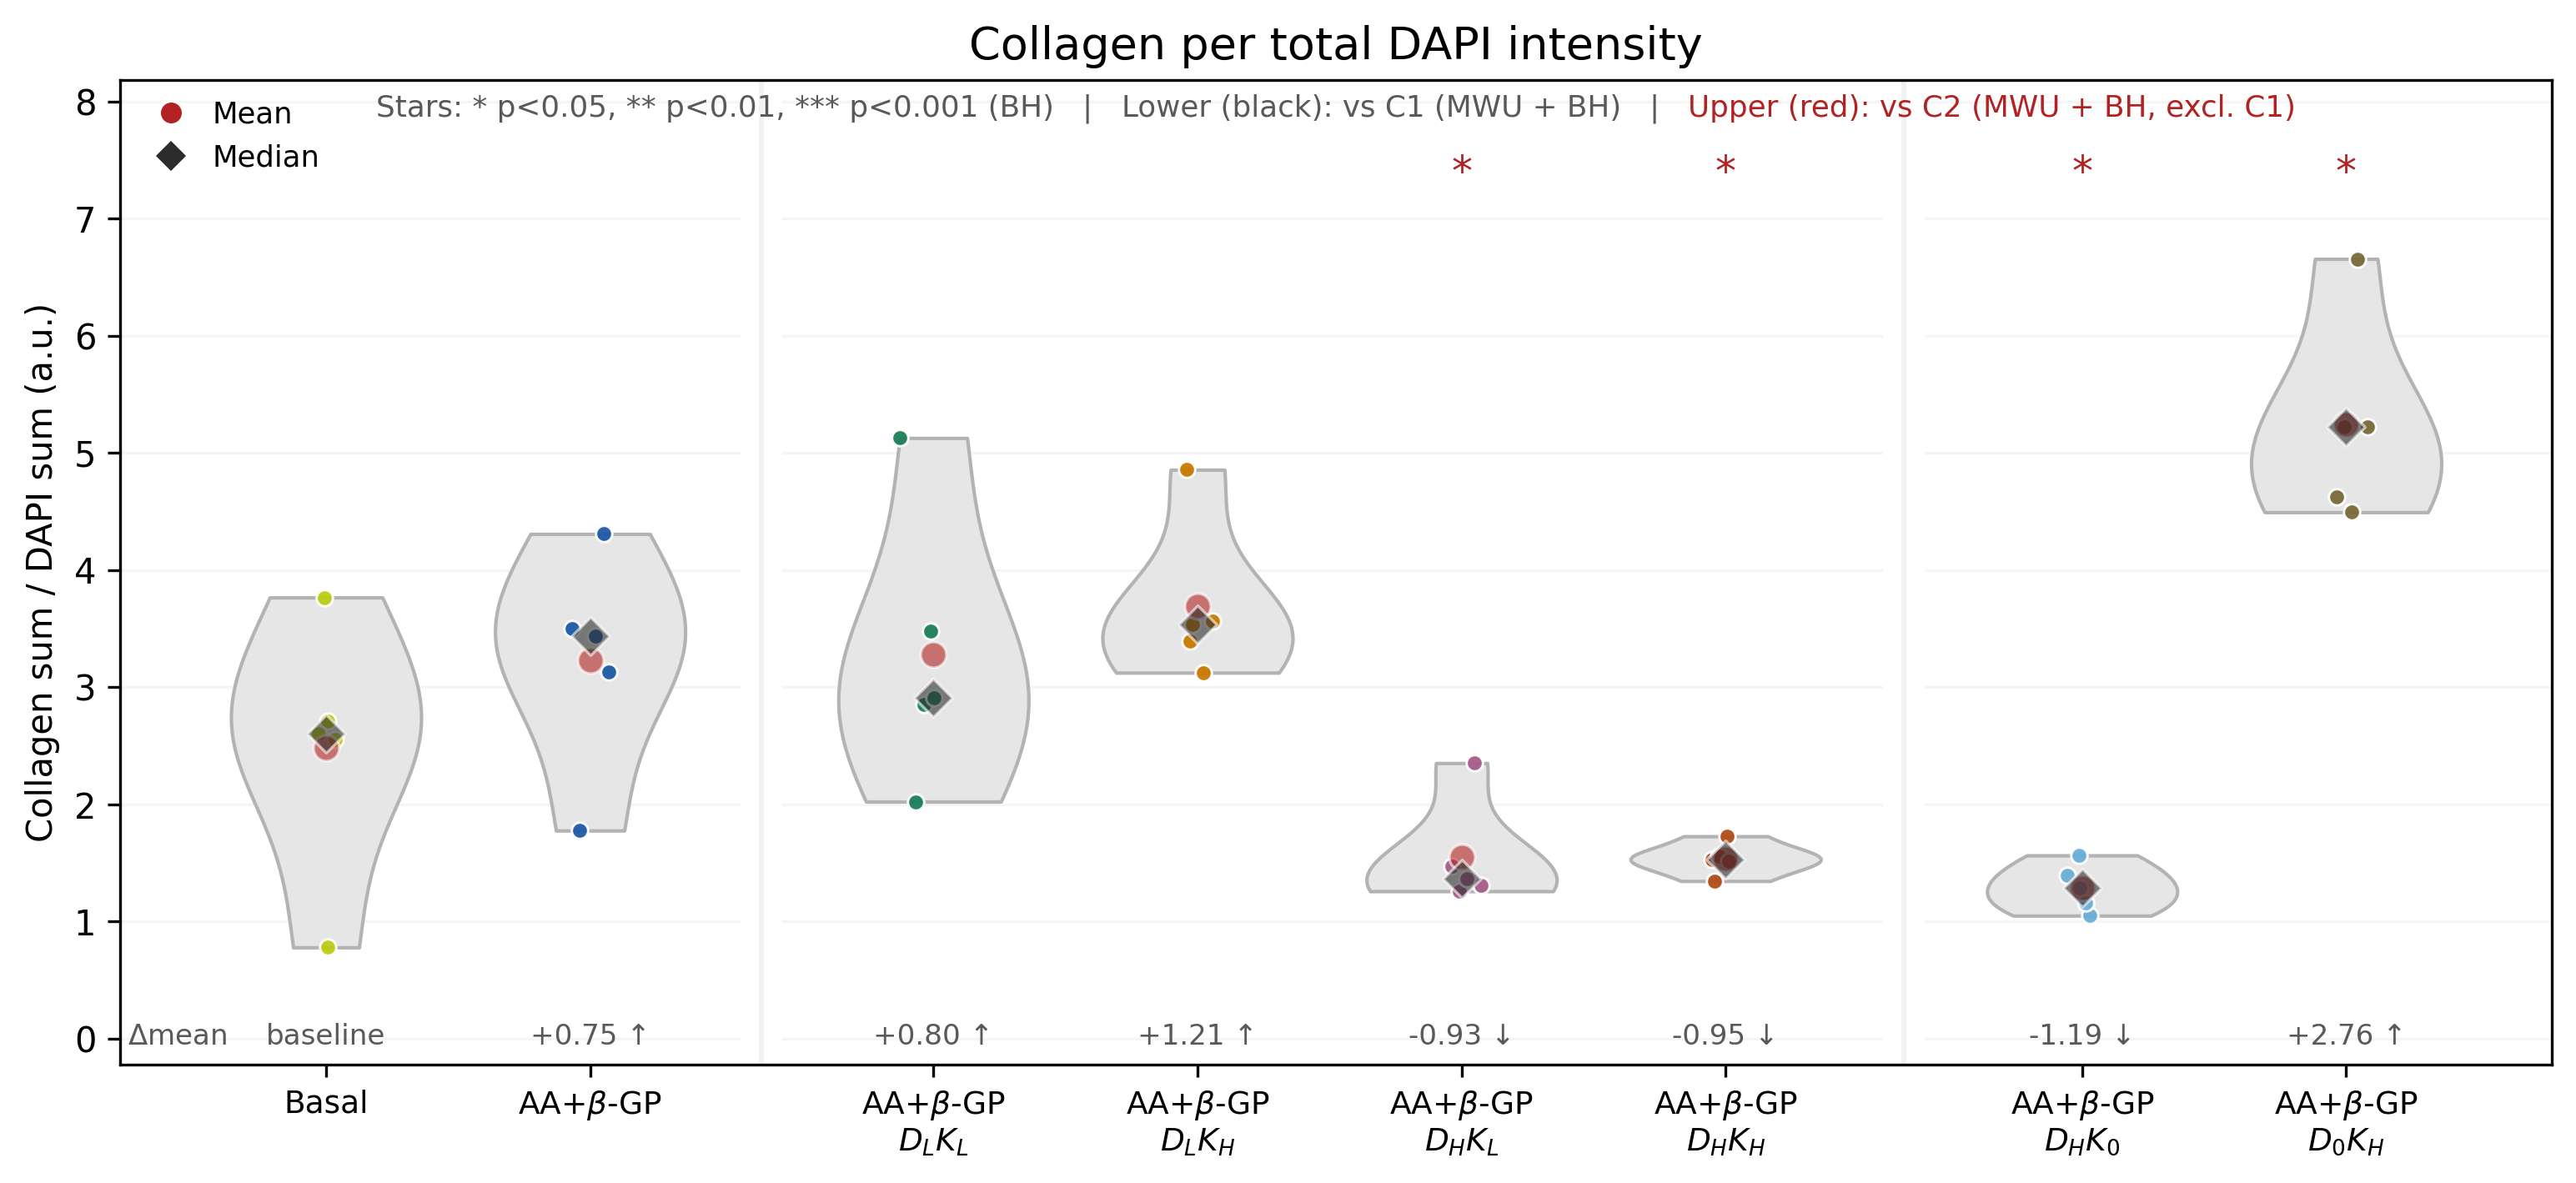 Collagen per total DAPI intensity
Mean
Median
Stars: * p<0.05, ** p<0.01, *** p<0.001 (BH) | Lower (black): vs C1 (MWU + BH) | Upper (red): vs C2 (MWU + BH, excl. C1)
* * * *
Collagen sum / DAPI sum (a.u.)
8
7
6
5
4
3
2
1
0
Δmean baseline +0.75 ↑ +0.80 ↑ +1.21 ↑ -0.93 ↓ -0.95 ↓ -1.19 ↓ +2.76 ↑
Basal AA+β-GP AA+β-GP AA+β-GP AA+β-GP AA+β-GP AA+β-GP AA+β-GP
D_LK_L D_LK_H D_HK_L D_HK_H D_HK_0 D_0K_H